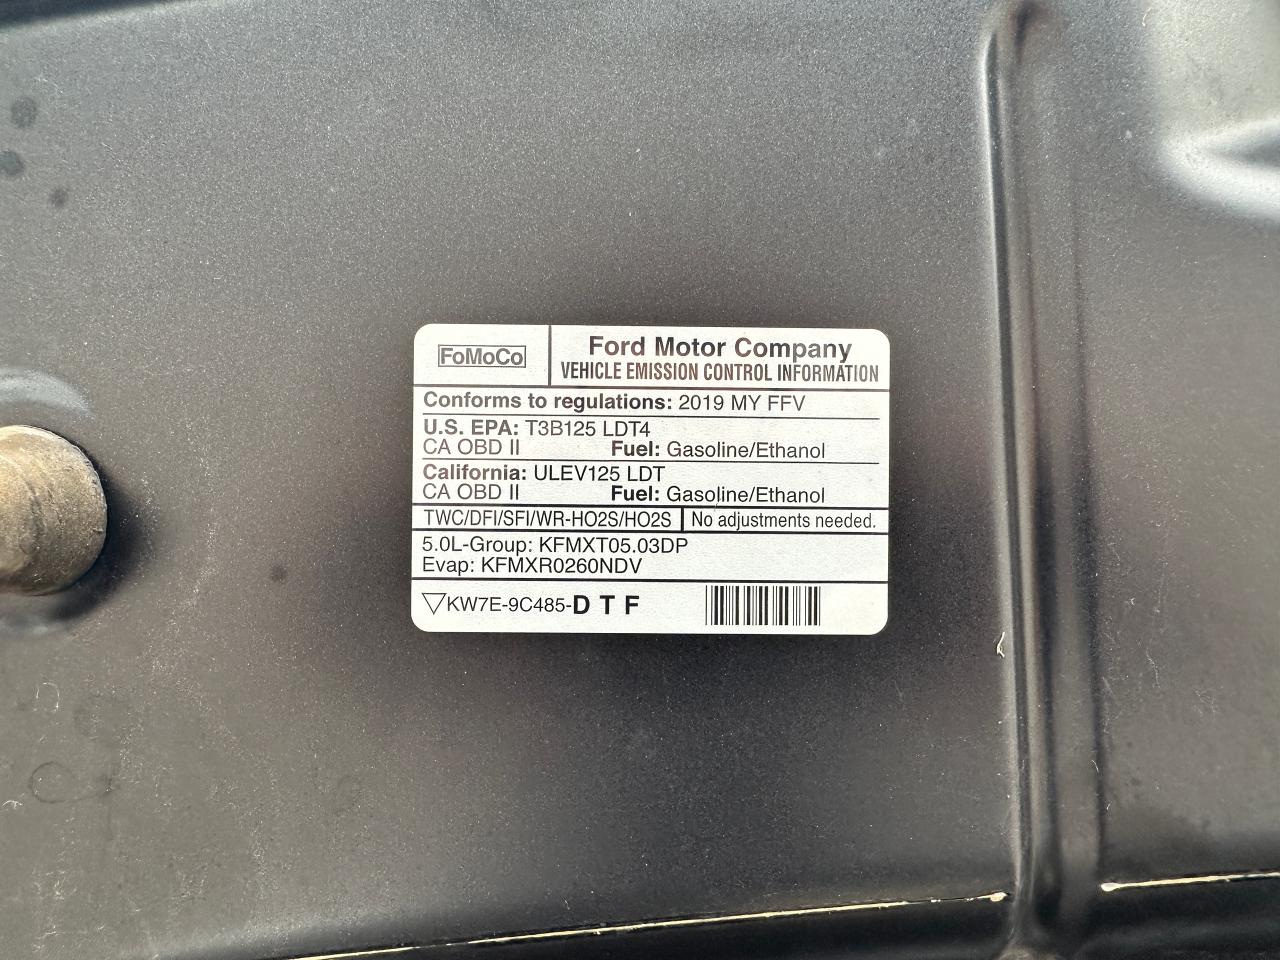 FoMoCo
Ford Motor Company
VEHICLE EMISSION CONTROL INFORMATION
Conforms to regulations: 2019 MY FFV
U.S. EPA: T3B125 LDT4
CA OBD II Fuel: Gasoline/Ethanol
California: ULEV125 LDT
CA OBD II Fuel: Gasoline/Ethanol
TWC/DFI/SFI/WR-HO2S/HO2S No adjustments needed.
5.0L-Group: KFMXT05.03DP
Evap: KFMXR0260NDV
▽KW7E-9C485-D T F